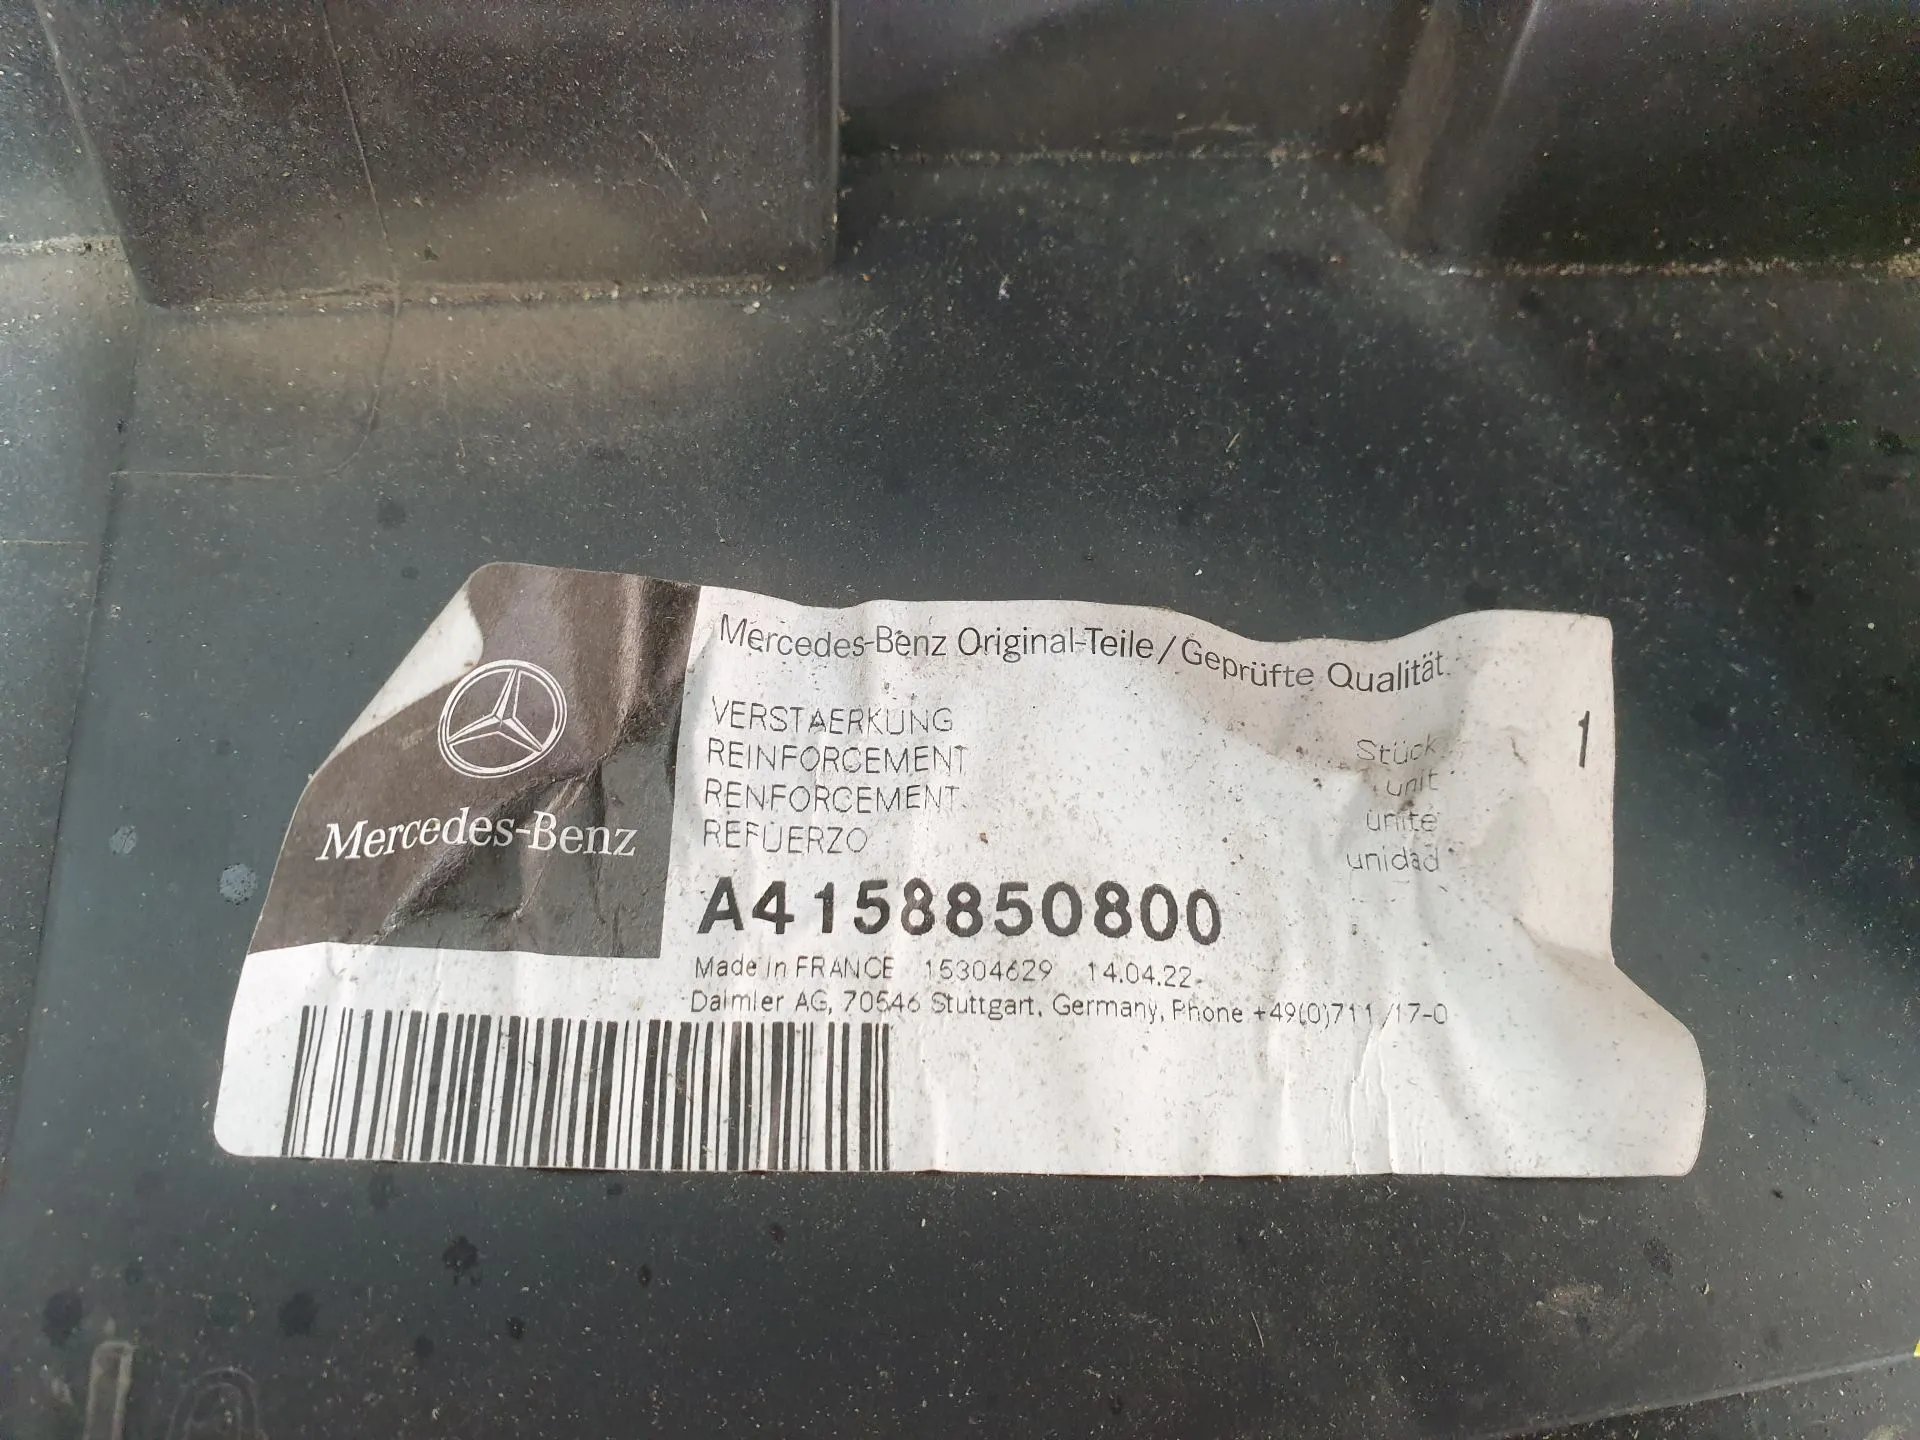 Mercedes-Benz
Mercedes-Benz Original-Teile/Geprüfte Qualität
VERSTAERKUNG
REINFORCEMENT
RENFORCEMENT
REFUERZO
Stück
unit
unite
unidad
1
A4158850800
Made in FRANCE 15304629 14.04.22
Daimler AG, 70546 Stuttgart, Germany, Phone +49(0)711/17-0